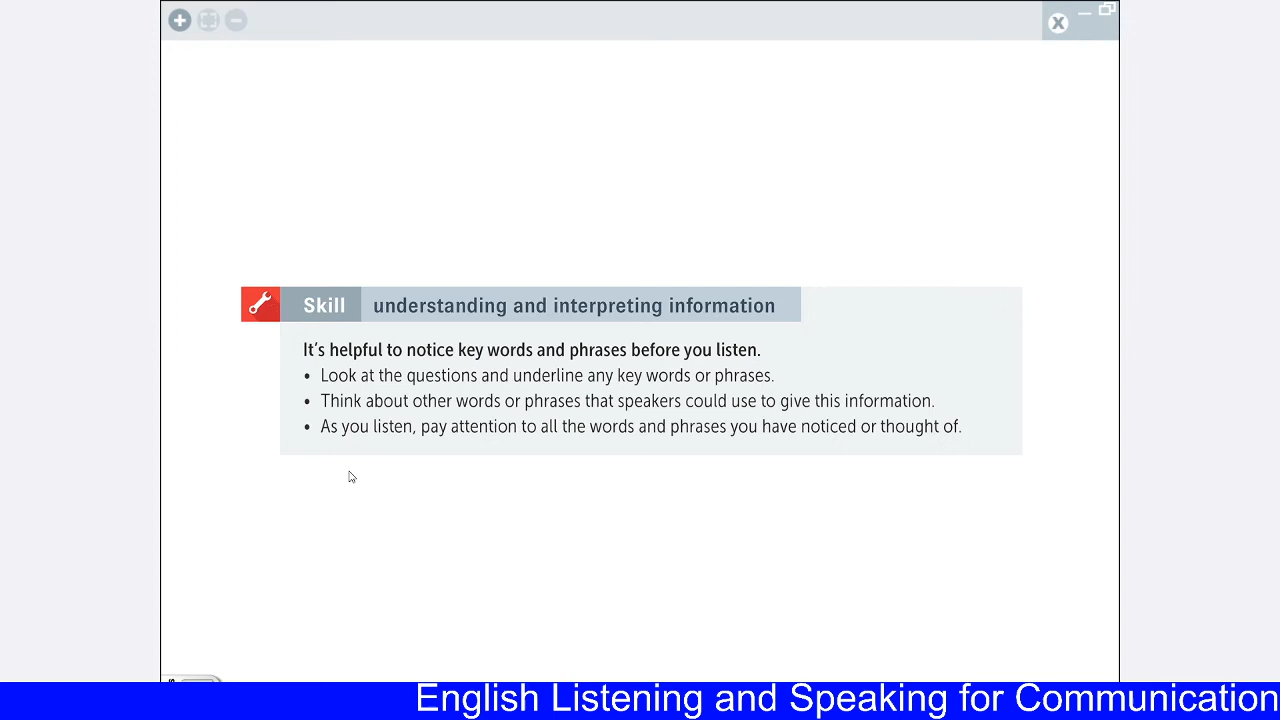 Skill understanding and interpreting information
It's helpful to notice key words and phrases before you listen.
• Look at the questions and underline any key words or phrases.
• Think about other words or phrases that speakers could use to give this information.
• As you listen, pay attention to all the words and phrases you have noticed or thought of.
English Listening and Speaking for Communication